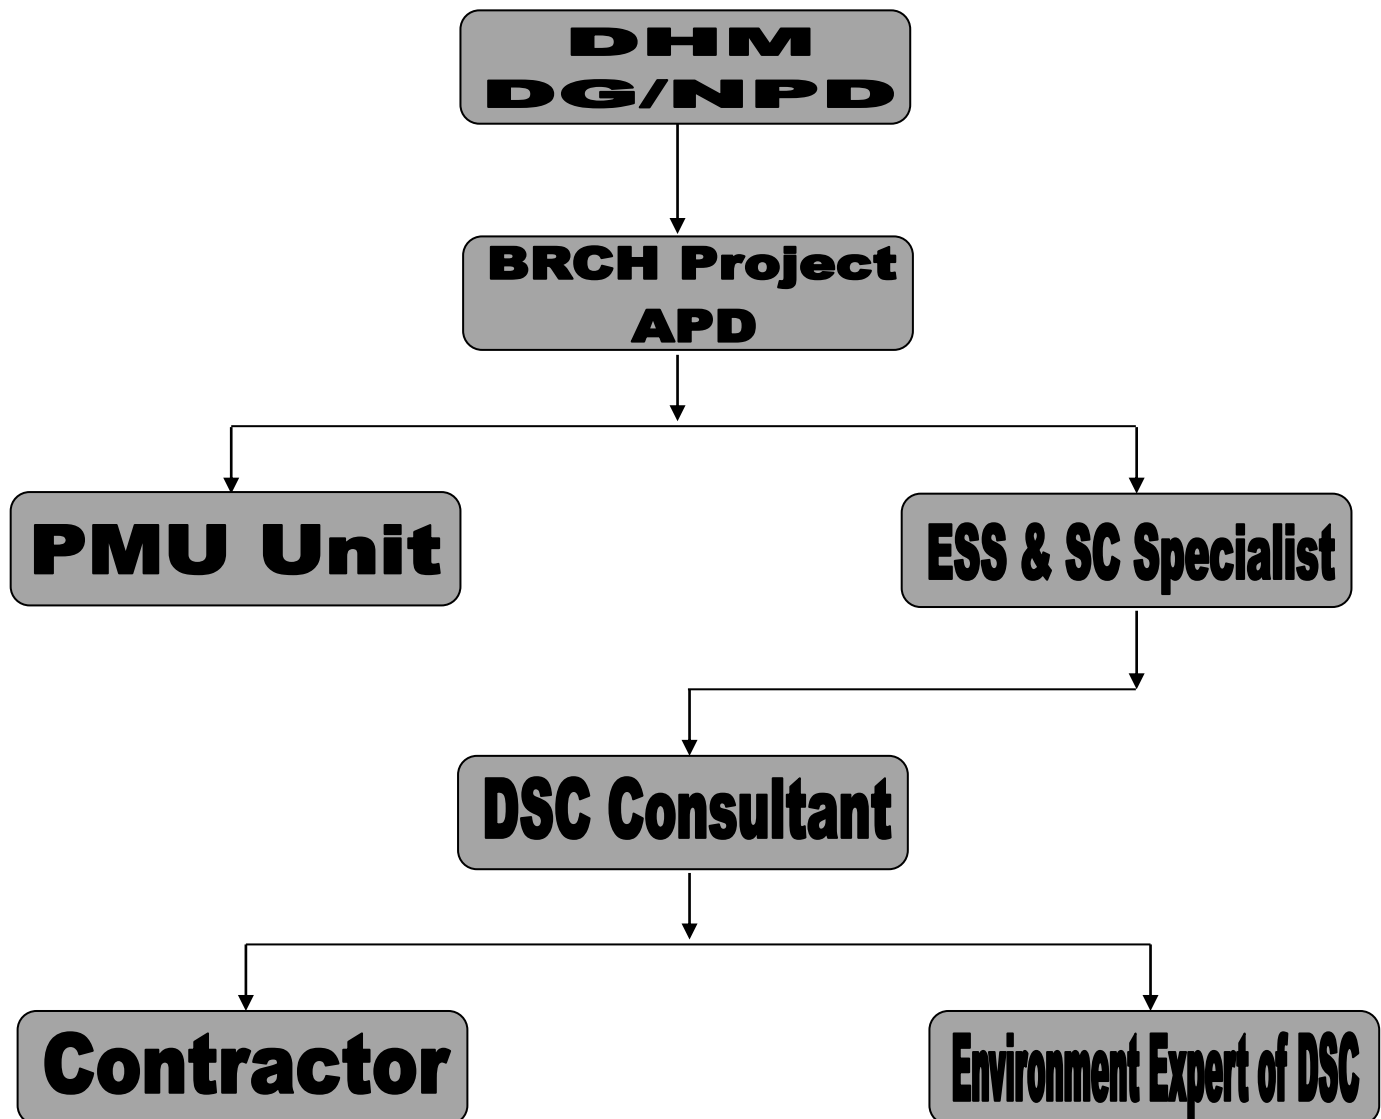 DHM
DG/NPD
BRCH Project
APD
PMU Unit
ESS & SC Specialist
DSC Consultant
Contractor
Environment Expert of DSC